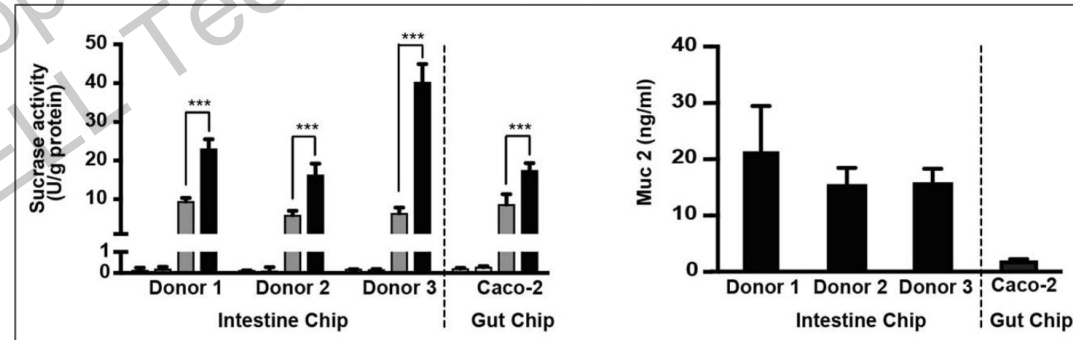 Sucrase activity
(U/g protein)
50
40
30
20
10
1
0
***
***
***
***
Donor 1 Donor 2 Donor 3 Caco-2
Intestine Chip Gut Chip
Muc 2 (ng/ml)
40
30
20
10
0
Donor 1 Donor 2 Donor 3 Caco-2
Intestine Chip Gut Chip